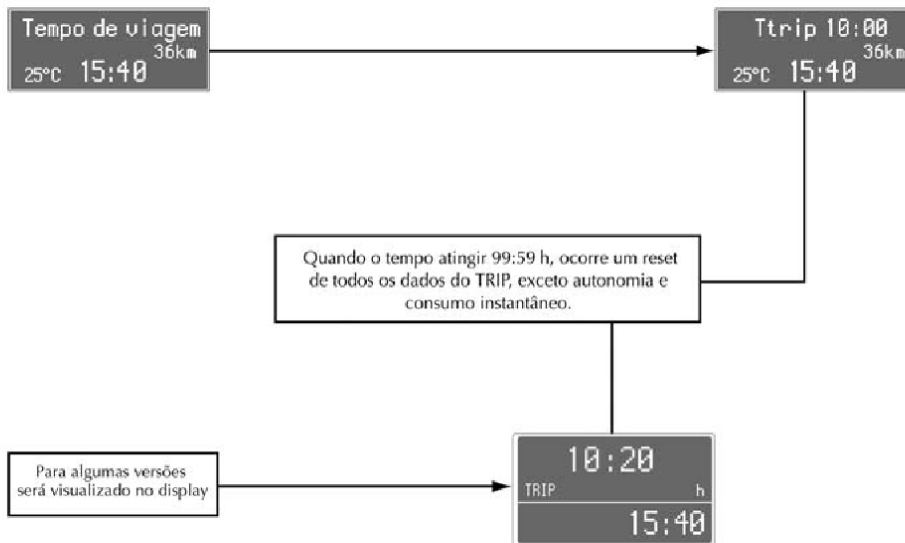 Tempo de viagem
36km
25°C 15:40
Ttrip 10:00
36km
25°C 15:40
Quando o tempo atingir 99:59 h, ocorre um reset
de todos os dados do TRIP, exceto autonomia e
consumo instantâneo.
Para algumas versões
será visualizado no display
10:20
TRIP h
15:40